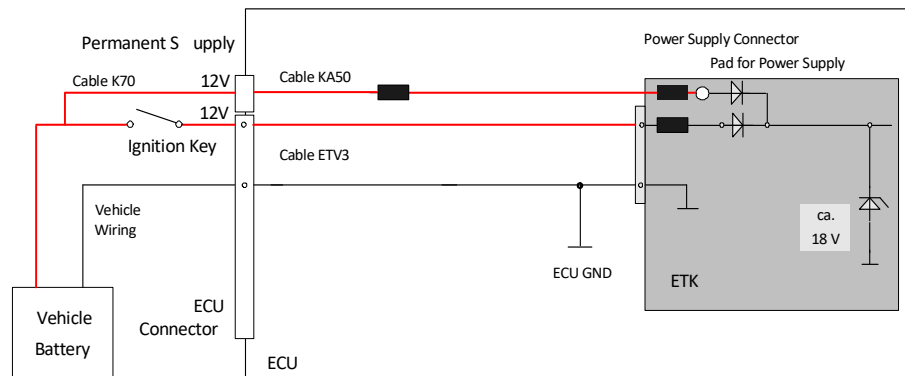 Permanent S upply
Power Supply Connector
Pad for Power Supply
Cable K70
12V
Cable KA50
12V
Ignition Key
Cable ETV3
Vehicle
Wiring
ca.
18 V
ECU GND
ETK
ECU
Connector
Vehicle
Battery
ECU